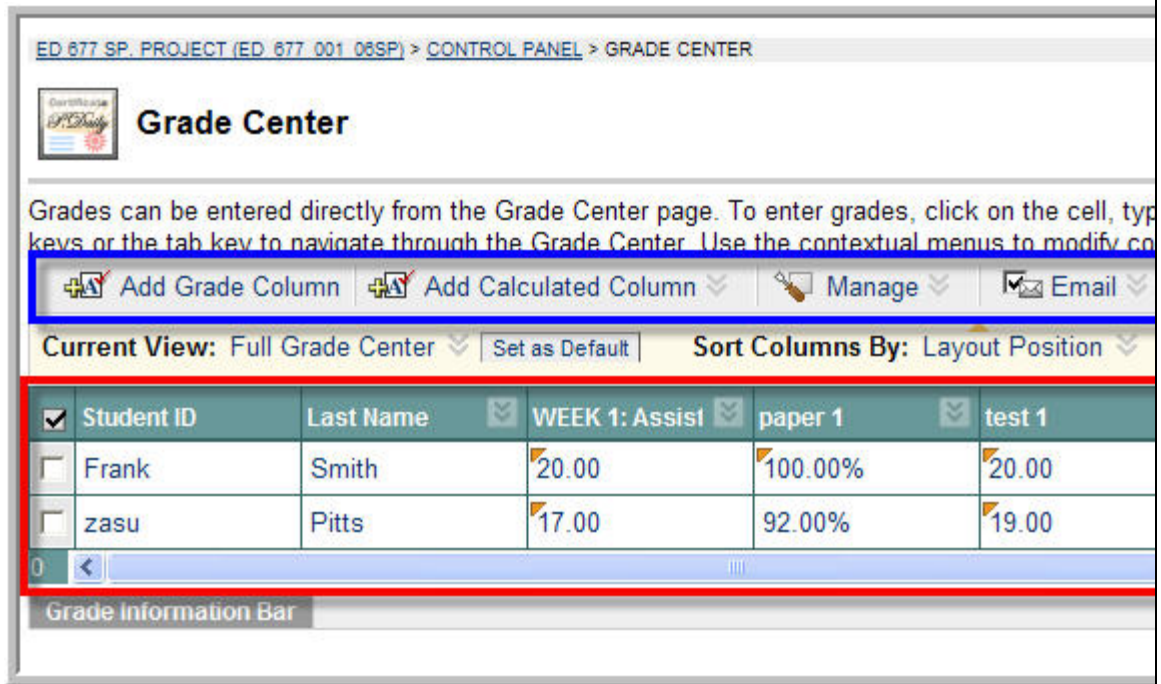 ED 677 SP. PROJECT (ED_677_001_06SP) > CONTROL PANEL > GRADE CENTER
Certificate
Grade Center
Grades can be entered directly from the Grade Center page. To enter grades, click on the cell, typ
keys or the tab key to navigate through the Grade Center. Use the contextual menus to modify co
Add Grade Column Add Calculated Column Manage Email
Current View: Full Grade Center Set as Default Sort Columns By: Layout Position
Student ID Last Name WEEK 1: Assist paper 1 test 1
Frank Smith 20.00 100.00% 20.00
zasu Pitts 17.00 92.00% 19.00
0
Grade Information Bar